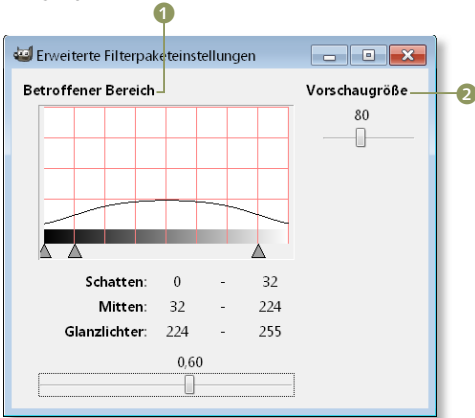 1
Erweiterte Filterpaketeinstellungen
Betroffener Bereich
Vorschaugröße
2
80
Schatten: 0 - 32
Mitten: 32 - 224
Glanzlichter: 224 - 255
0,60